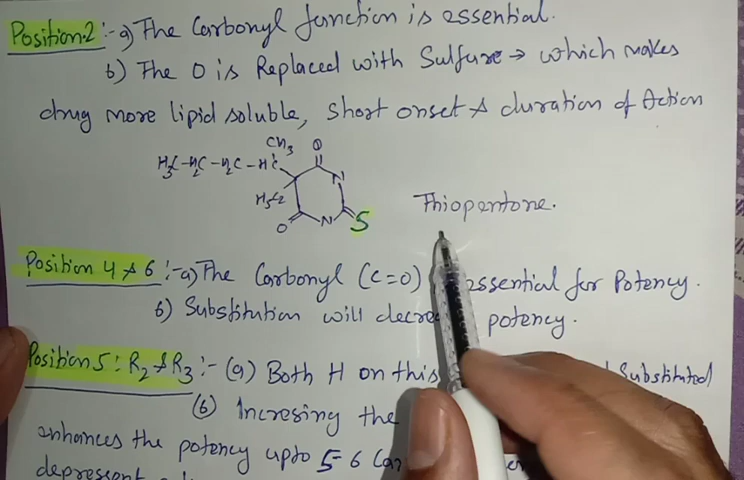 Position.2 :- a) The Carbonyl function is essential.
b) The O is Replaced with Sulfure → which makes
drug more lipid soluble, short onset & duration of Action
CH3 O
H3C-H2C-H2C-HC N
H5C2
O N S
Thiopentone.
Position 4 & 6 :- a) The Carbonyl (C=O) essential for Potency.
b) Substitution will potency.
Position 5: R2 & R3 :- (a) Both H on this Substituted
(b) Incresing the
enhances the potency upto 5-6
depressent